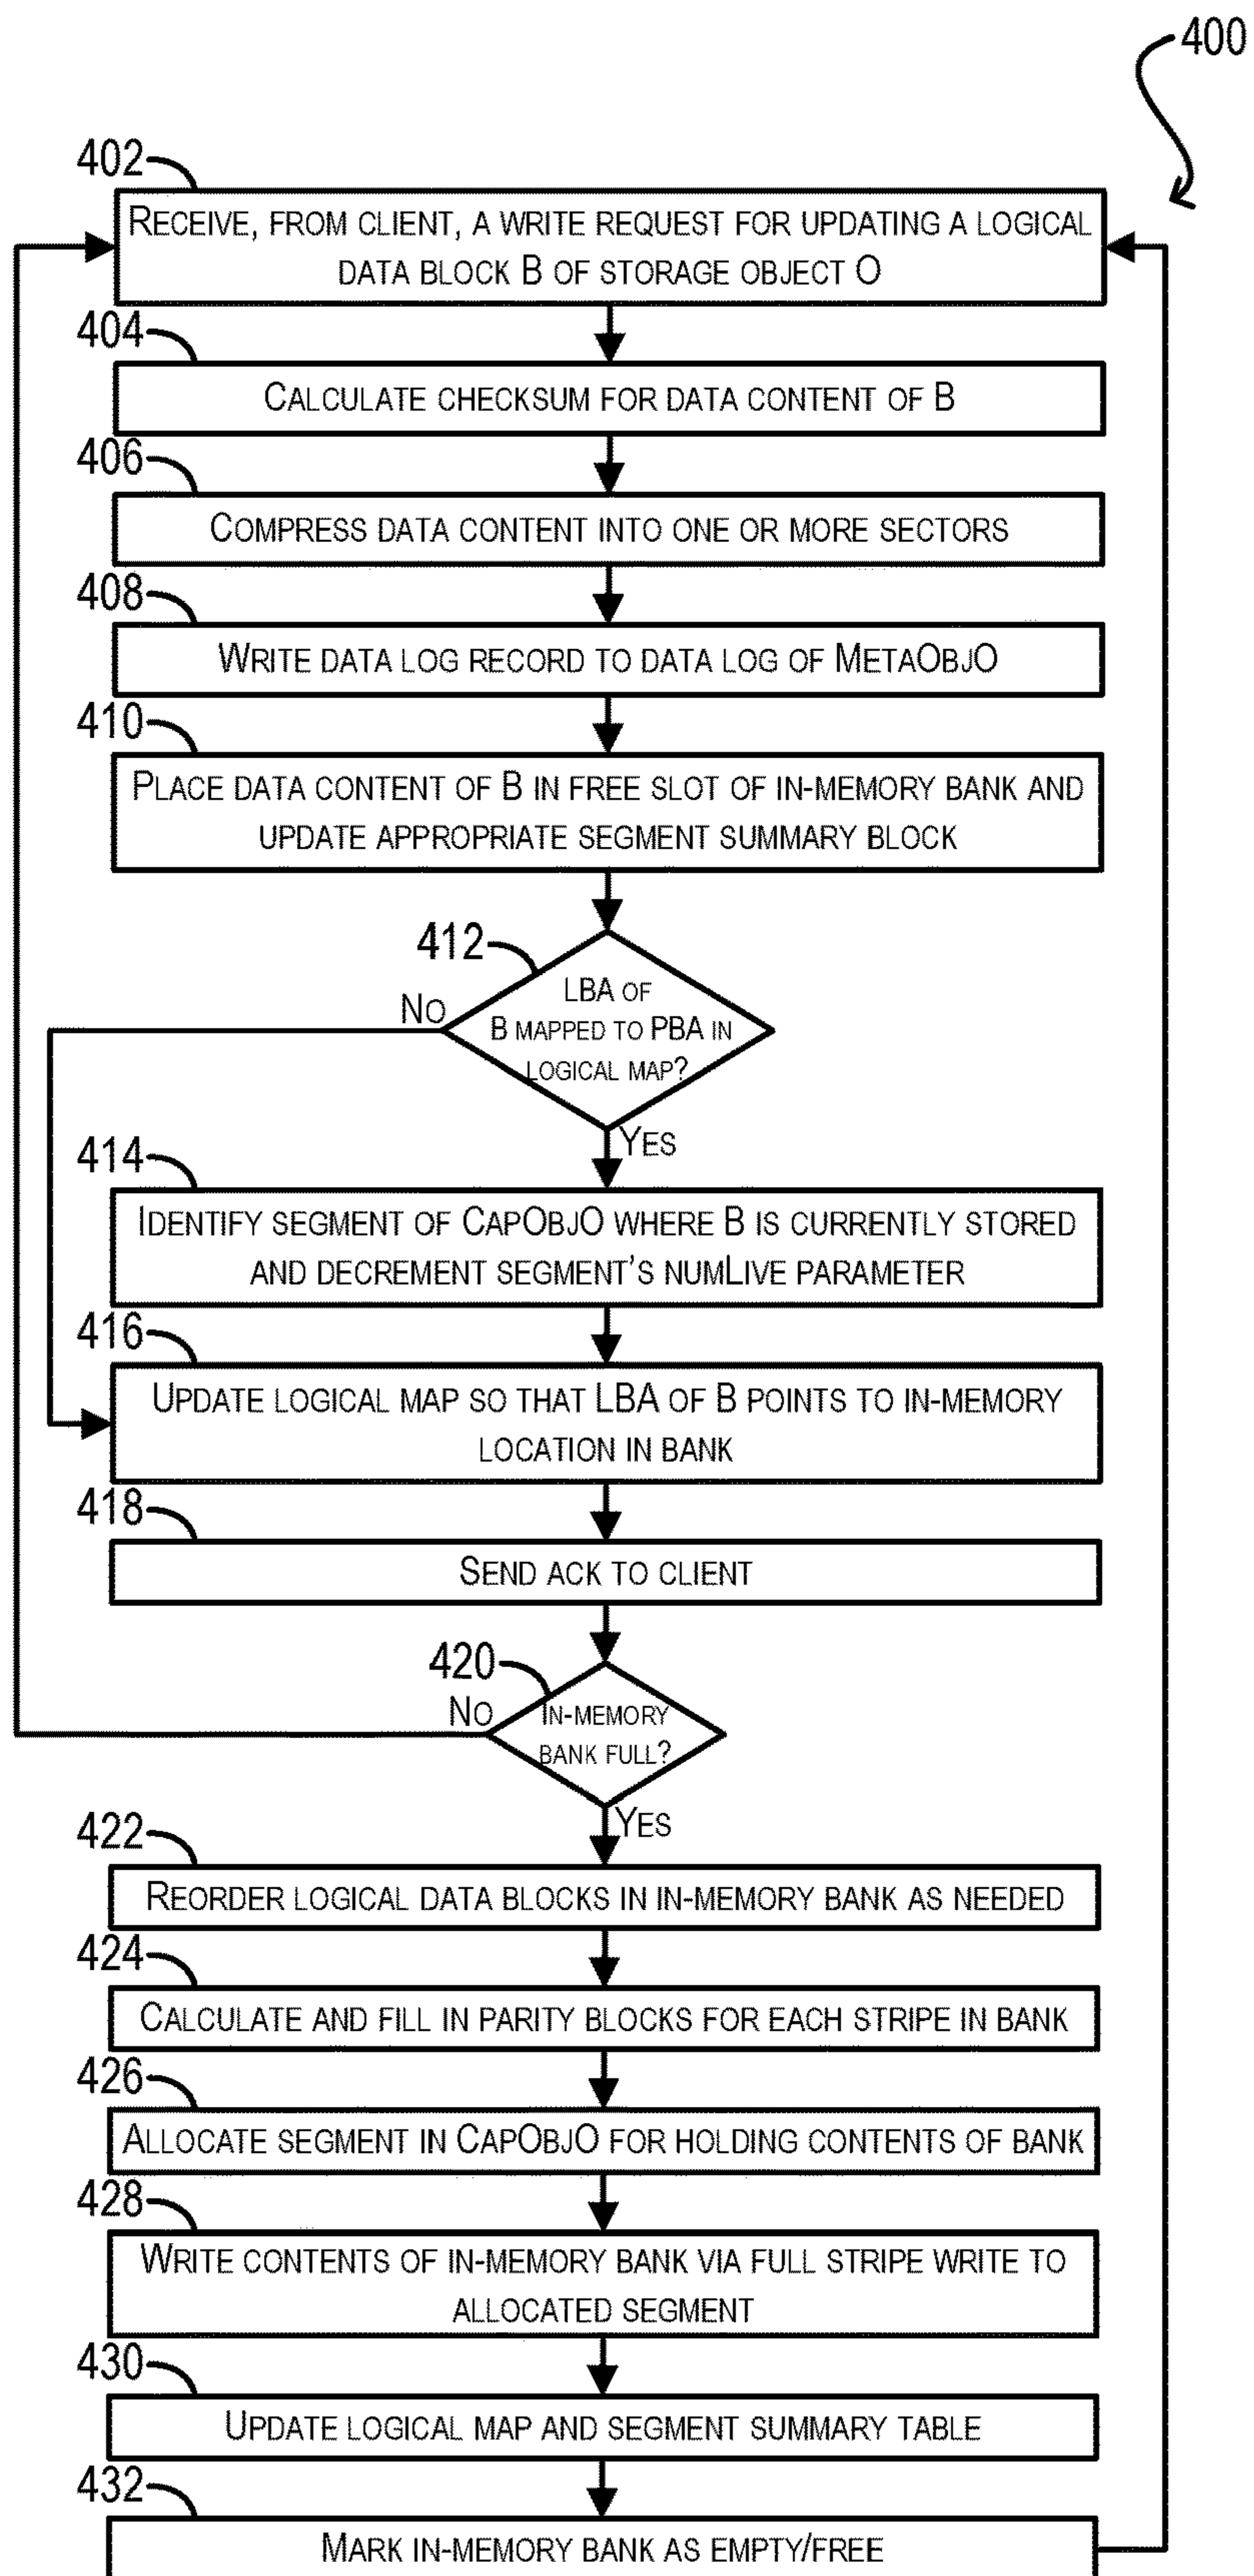 400
402
Receive, from client, a write request for updating a logical
data block B of storage object O
404
Calculate checksum for data content of B
406
Compress data content into one or more sectors
408
Write data log record to data log of MetaObjO
410
Place data content of B in free slot of in-memory bank and
update appropriate segment summary block
412
LBA of
B mapped to PBA in
logical map?
No
Yes
414
Identify segment of CapObjO where B is currently stored
and decrement segment's numLive parameter
416
Update logical map so that LBA of B points to in-memory
location in bank
418
Send ack to client
420
No
In-memory
bank full?
Yes
422
Reorder logical data blocks in in-memory bank as needed
424
Calculate and fill in parity blocks for each stripe in bank
426
Allocate segment in CapObjO for holding contents of bank
428
Write contents of in-memory bank via full stripe write to
allocated segment
430
Update logical map and segment summary table
432
Mark in-memory bank as empty/free